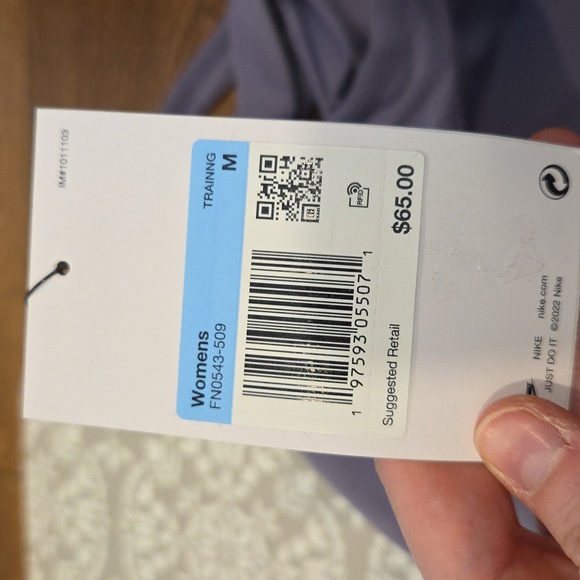 IM#1011103
Womens TRAINNG
FN0543-509 M
RFID
1 97593 05507 1
Suggested Retail $65.00
NIKE nike.com
JUST DO IT ©2022 Nike